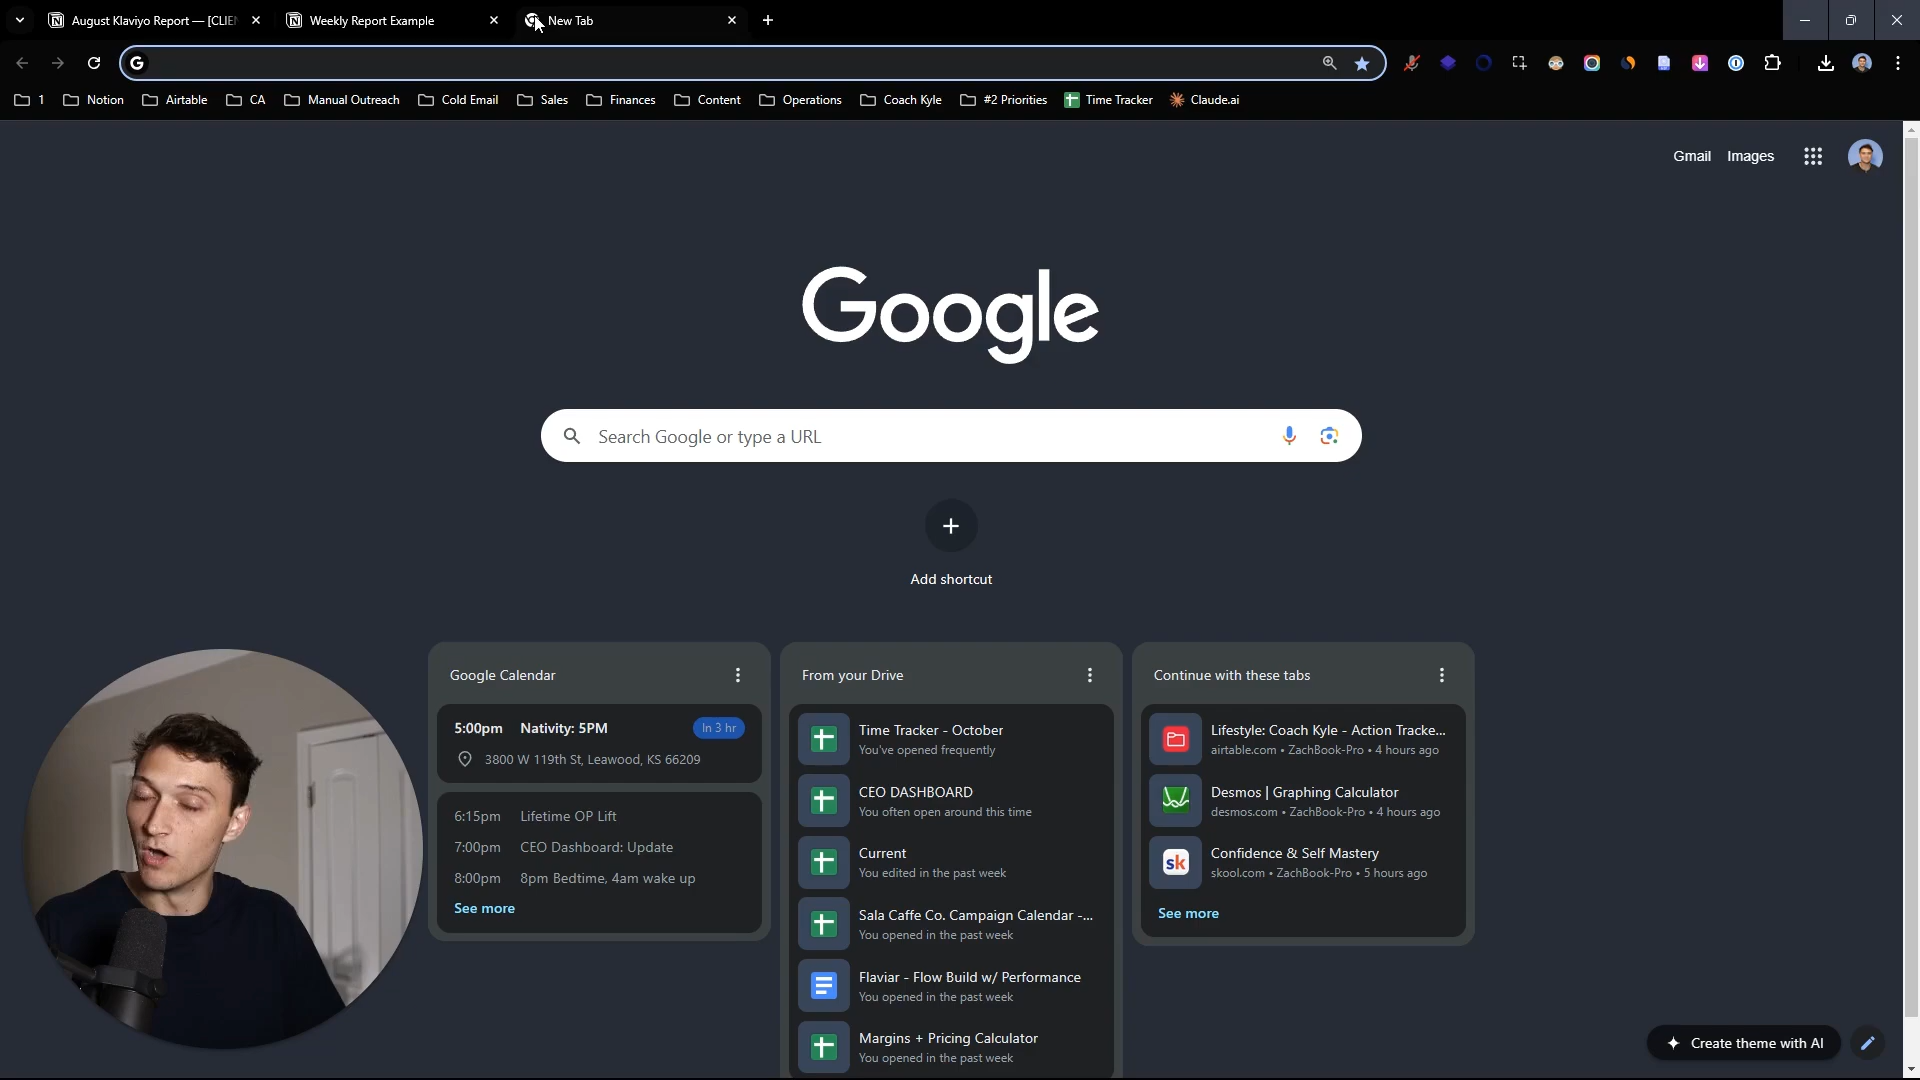 August Klaviyo Report — [CLIE
Weekly Report Example
New Tab
1
Notion
Airtable
CA
Manual Outreach
Cold Email
Sales
Finances
Content
Operations
Coach Kyle
#2 Priorities
Time Tracker
Claude.ai
Gmail
Images
Google
Search Google or type a URL
Add shortcut
Google Calendar
5:00pm Nativity: 5PM
In 3 hr
3800 W 119th St, Leawood, KS 66209
6:15pm Lifetime OP Lift
7:00pm CEO Dashboard: Update
8:00pm 8pm Bedtime, 4am wake up
See more
From your Drive
Time Tracker - October
You've opened frequently
CEO DASHBOARD
You often open around this time
Current
You edited in the past week
Sala Caffe Co. Campaign Calendar -...
You opened in the past week
Flaviar - Flow Build w/ Performance
You opened in the past week
Margins + Pricing Calculator
You opened in the past week
Continue with these tabs
Lifestyle: Coach Kyle - Action Tracke...
airtable.com • ZachBook-Pro • 4 hours ago
Desmos | Graphing Calculator
desmos.com • ZachBook-Pro • 4 hours ago
sk
Confidence & Self Mastery
skool.com • ZachBook-Pro • 5 hours ago
See more
Create theme with AI